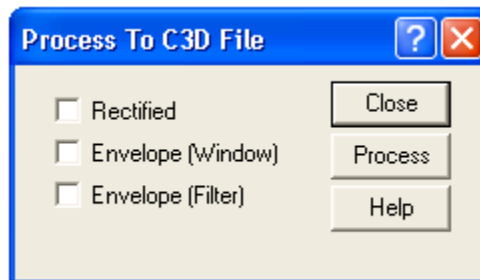 Process To C3D File ?
Rectified
Envelope (Window)
Envelope (Filter)
Close
Process
Help